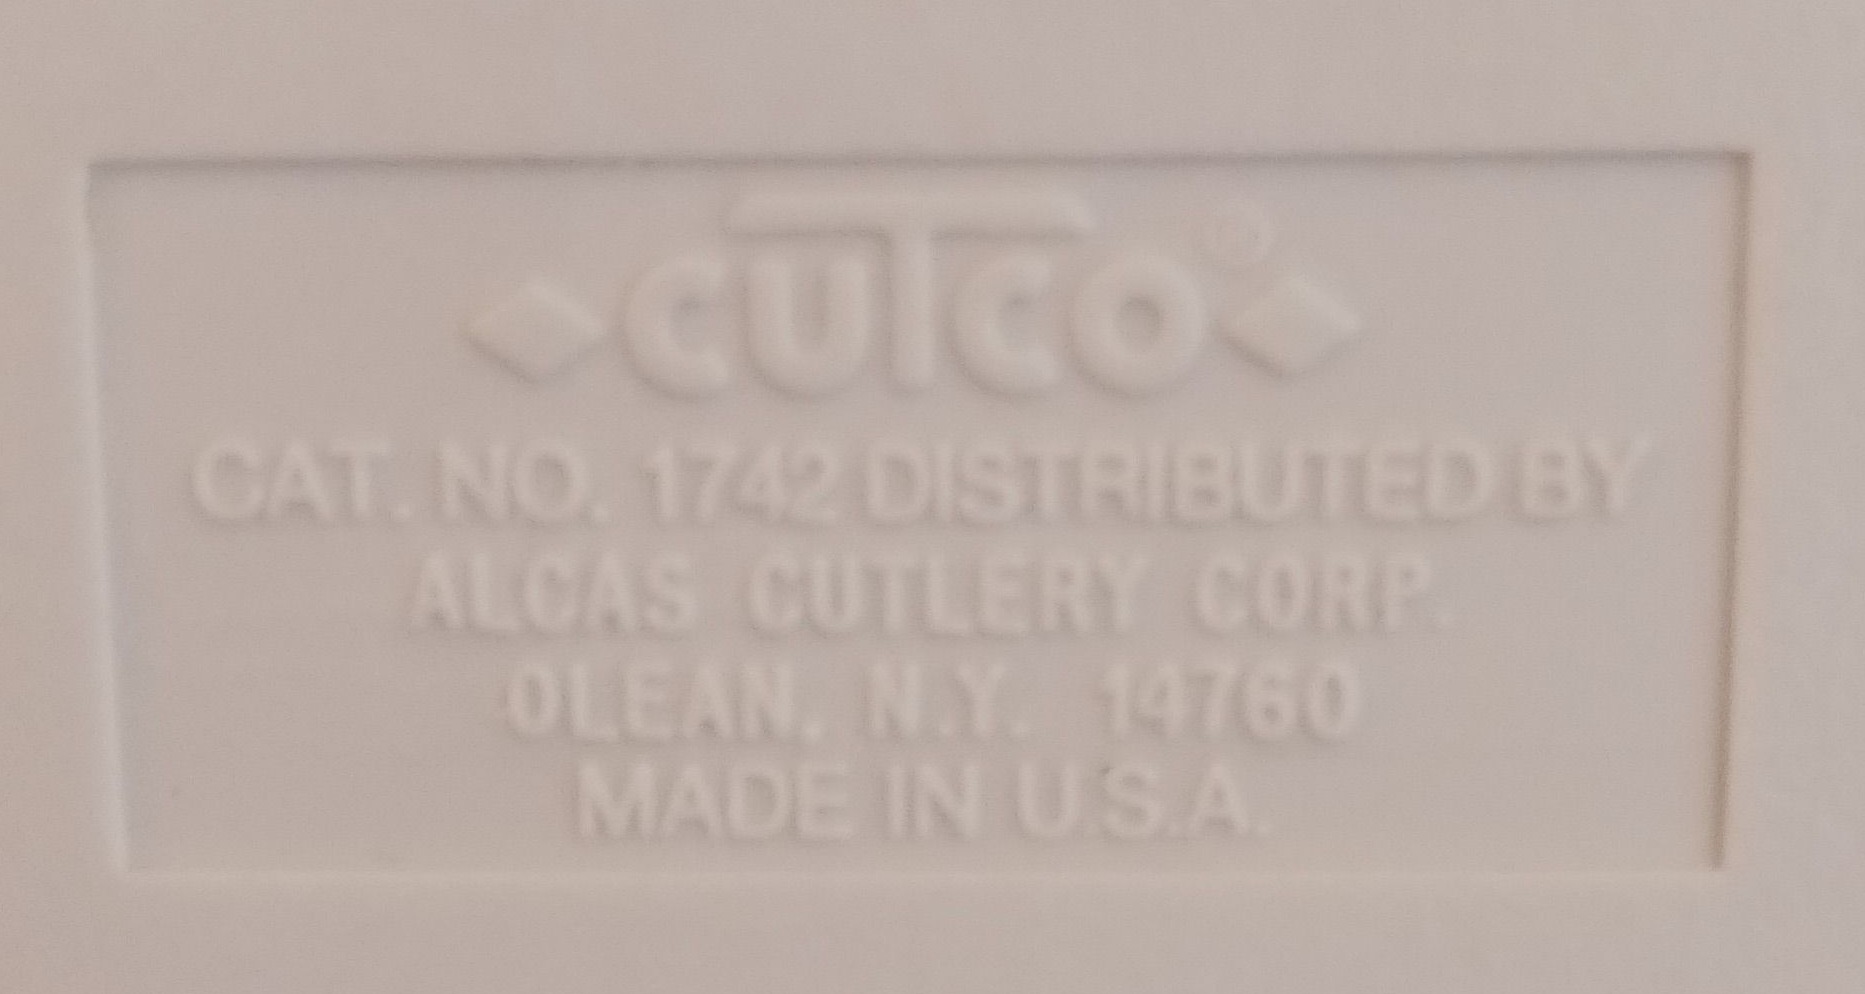 CUTCO®
CAT. NO. 1742 DISTRIBUTED BY
ALCAS CUTLERY CORP.
OLEAN, N.Y. 14760
MADE IN U.S.A.